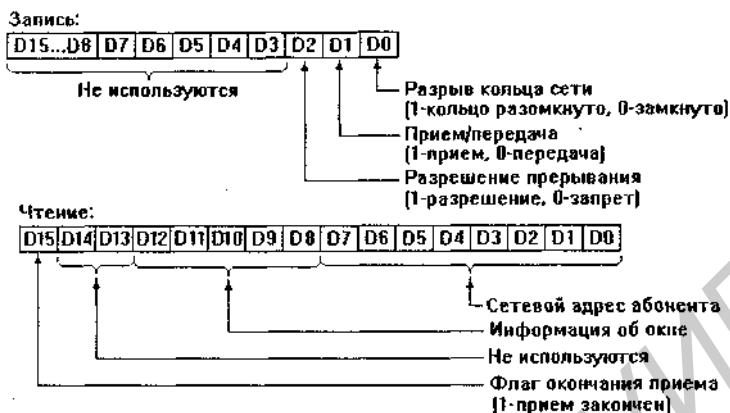 Запись:
D15...D8 D7 D6 D5 D4 D3 D2 D1 D0
Не используются
Разрыв кольца сети
(1-кольцо разомкнуто, 0-замкнуто)
Прием/передача
(1-прием, 0-передача)
Разрешение прерывания
(1-разрешение, 0-запрет)
Чтение:
D15 D14 D13 D12 D11 D10 D9 D8 D7 D6 D5 D4 D3 D2 D1 D0
Сетевой адрес абонента
Информация об окне
Не используются
Флаг окончания приема
(1-прием закончен)